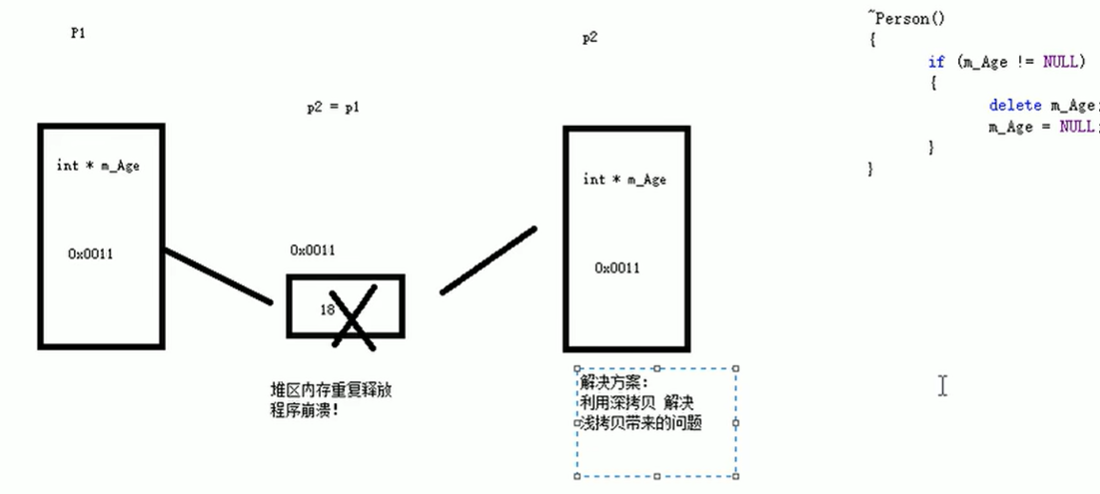 P1
p2
p2 = p1
int * m_Age
0x0011
0x0011
18
int * m_Age
0x0011
堆区内存重复释放
程序崩溃!
解决方案:
利用深拷贝 解决
浅拷贝带来的问题
~Person()
{
if (m_Age != NULL)
{
delete m_Age;
m_Age = NULL;
}
}